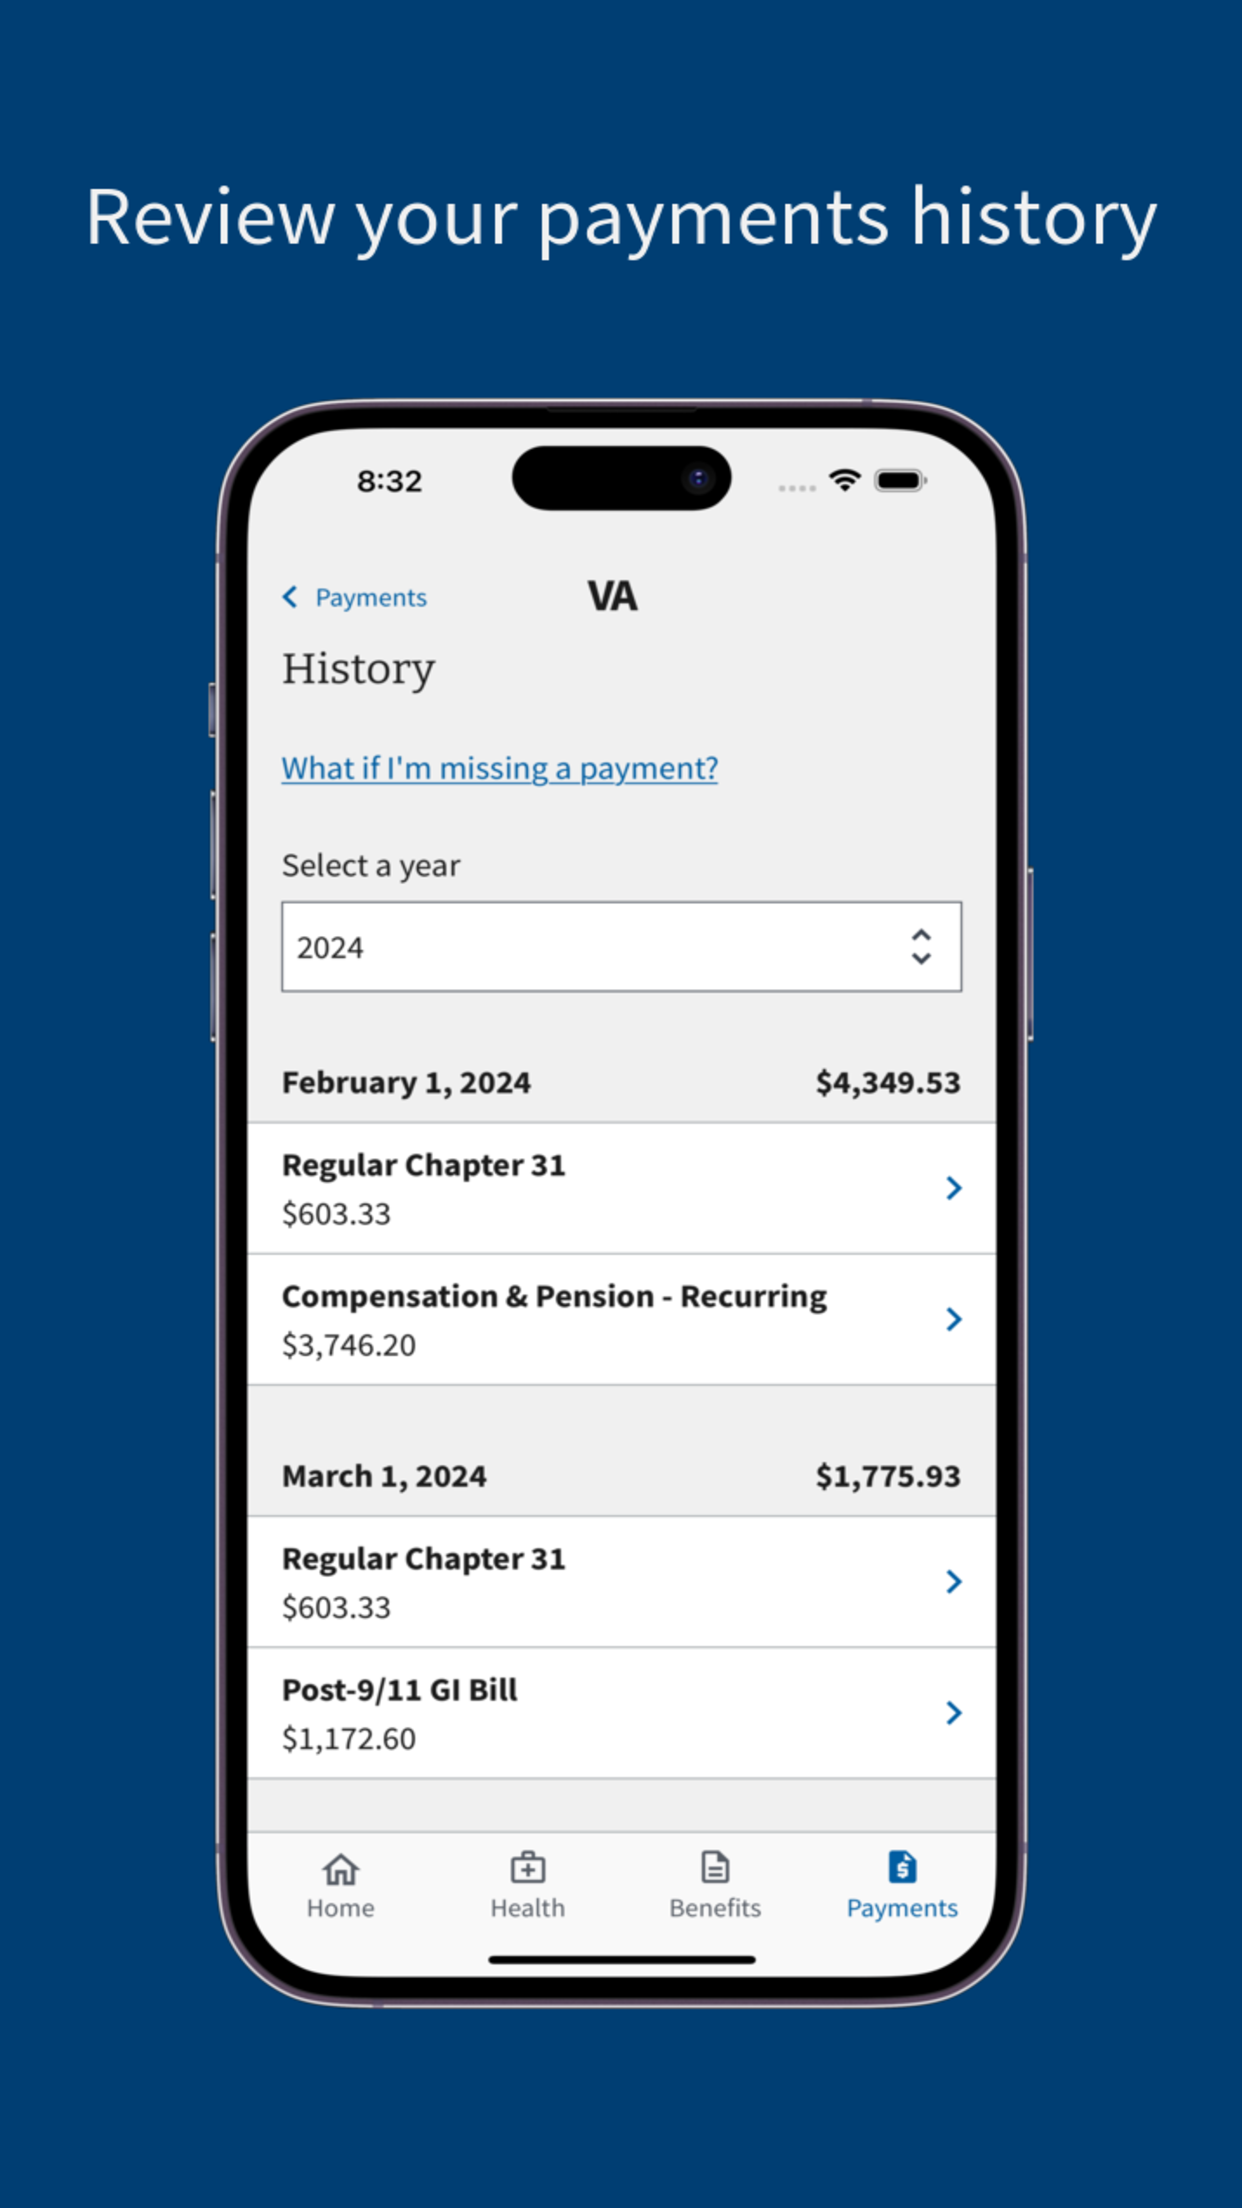 Review your payments history
8:32
Payments
VA
History
What if I'm missing a payment?
Select a year
2024
February 1, 2024 $4,349.53
Regular Chapter 31
$603.33
Compensation & Pension - Recurring
$3,746.20
March 1, 2024 $1,775.93
Regular Chapter 31
$603.33
Post-9/11 GI Bill
$1,172.60
Home Health Benefits Payments